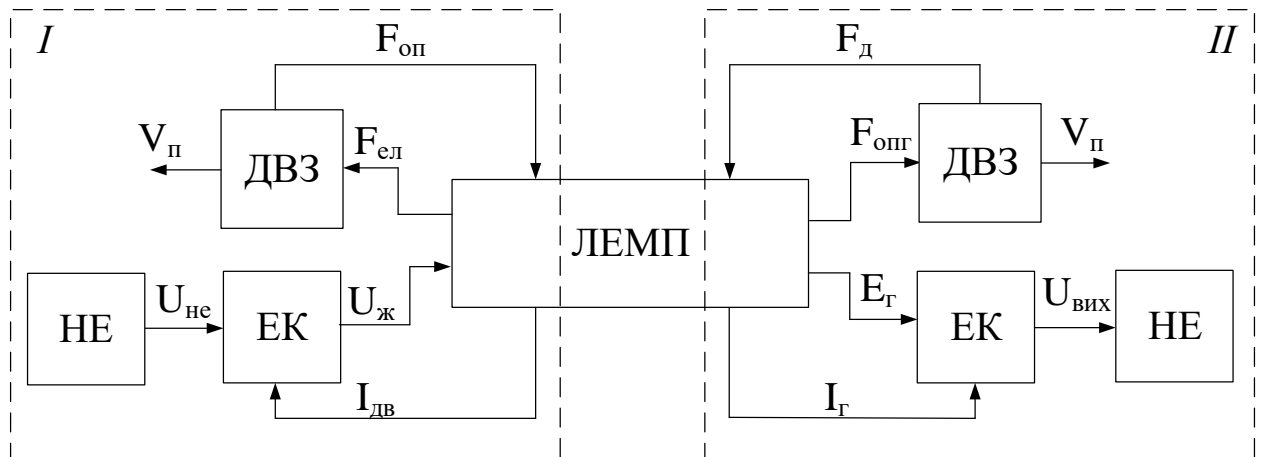 I
F_оп
F_д
II
V_п
ДВЗ
F_ел
F_опг
ДВЗ
V_п
ЛЕМП
НЕ
U_не
ЕК
U_ж
E_г
ЕК
U_вих
НЕ
I_дв
I_г